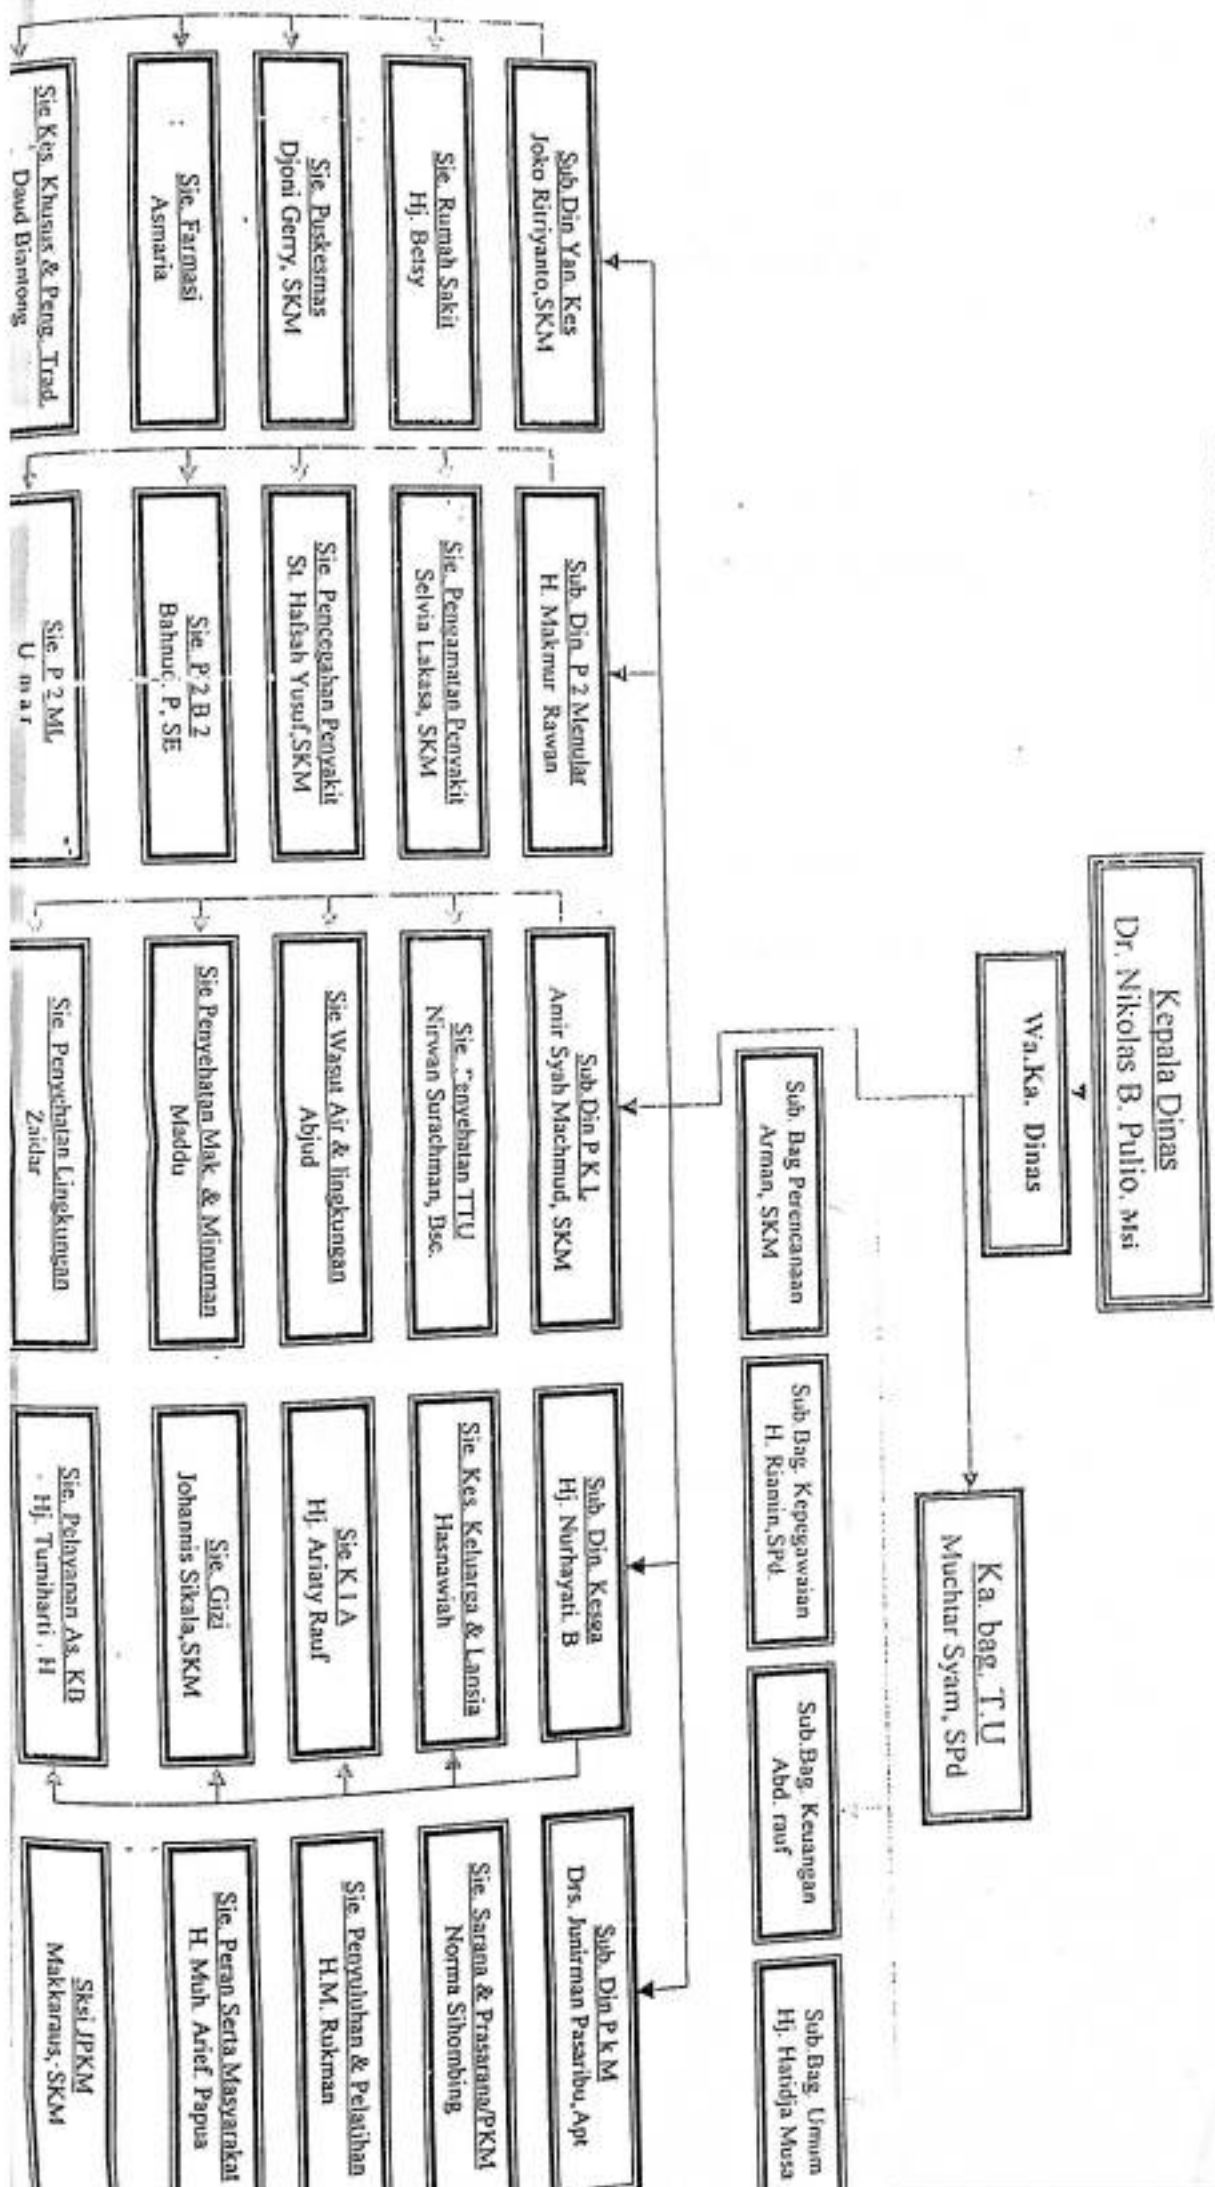 Kepala Dinas
Dr. Nikolas B. Pulio, Msi
Wa.Ka. Dinas
Ka. bag. T.U
Muchtar Syam, SPd
Sub. Bag Perencanaan
Arman, SKM
Sub Bag. Kepegawaian
H. Riamin,SPd.
Sub.Bag. Keuangan
Abd. rauf
Sub.Bag. Umum
Hj. Hatidja Musa
Sub.Din Yan. Kes
Joko Ritriyanto,SKM
Sie. Rumah Sakit
Hj. Betsy
Sie. Puskesmas
Djoni Gerry, SKM
Sie. Farmasi
Asmaria
Sie Kes. Khusus & Peng. Trad.
Daud Biantong
Sub. Din. P 2 Menular
H. Makmur Rawan
Sie. Pengamatan Penyakit
Selvia Lakasa, SKM
Sie. Pencegahan Penyakit
St. Hafsah Yusuf,SKM
Sie. P 2 B 2
P, SE
Sie. P 2 ML
U m a r
Sub.Din P K L
Amir Syah Machmud, SKM
Sie. Penyehatan TTU
Nirwan Surachman, Bsc.
Sie Wasut Air & lingkungan
Abjud
Sie Penyehatan Mak. & Minuman
Maddu
Sie. Penyehatan Lingkungan
Zaidar
Sub. Din. Kesga
Hj. Nurhayati. B
Sie. Kes. Keluarga & Lansia
Hasnawiah
Sie K I A
Hj. Ariaty Rauf
Sie. Gizi
Johannis Sikala,SKM
Sie. Pelayanan As. KB
Hj. Tumiharti . H
Sub. Din P k M
Drs. Junirman Pasaribu, Apt
Sie. Sarana & Prasarana/PKM
Norma Sihombing
Sie. Penyuluhan & Pelatihan
H.M. Rukman
Sie. Peran Serta Masyarakat
H. Muh. Arief. Papua
Sksi JPKM
Makkaraus, SKM